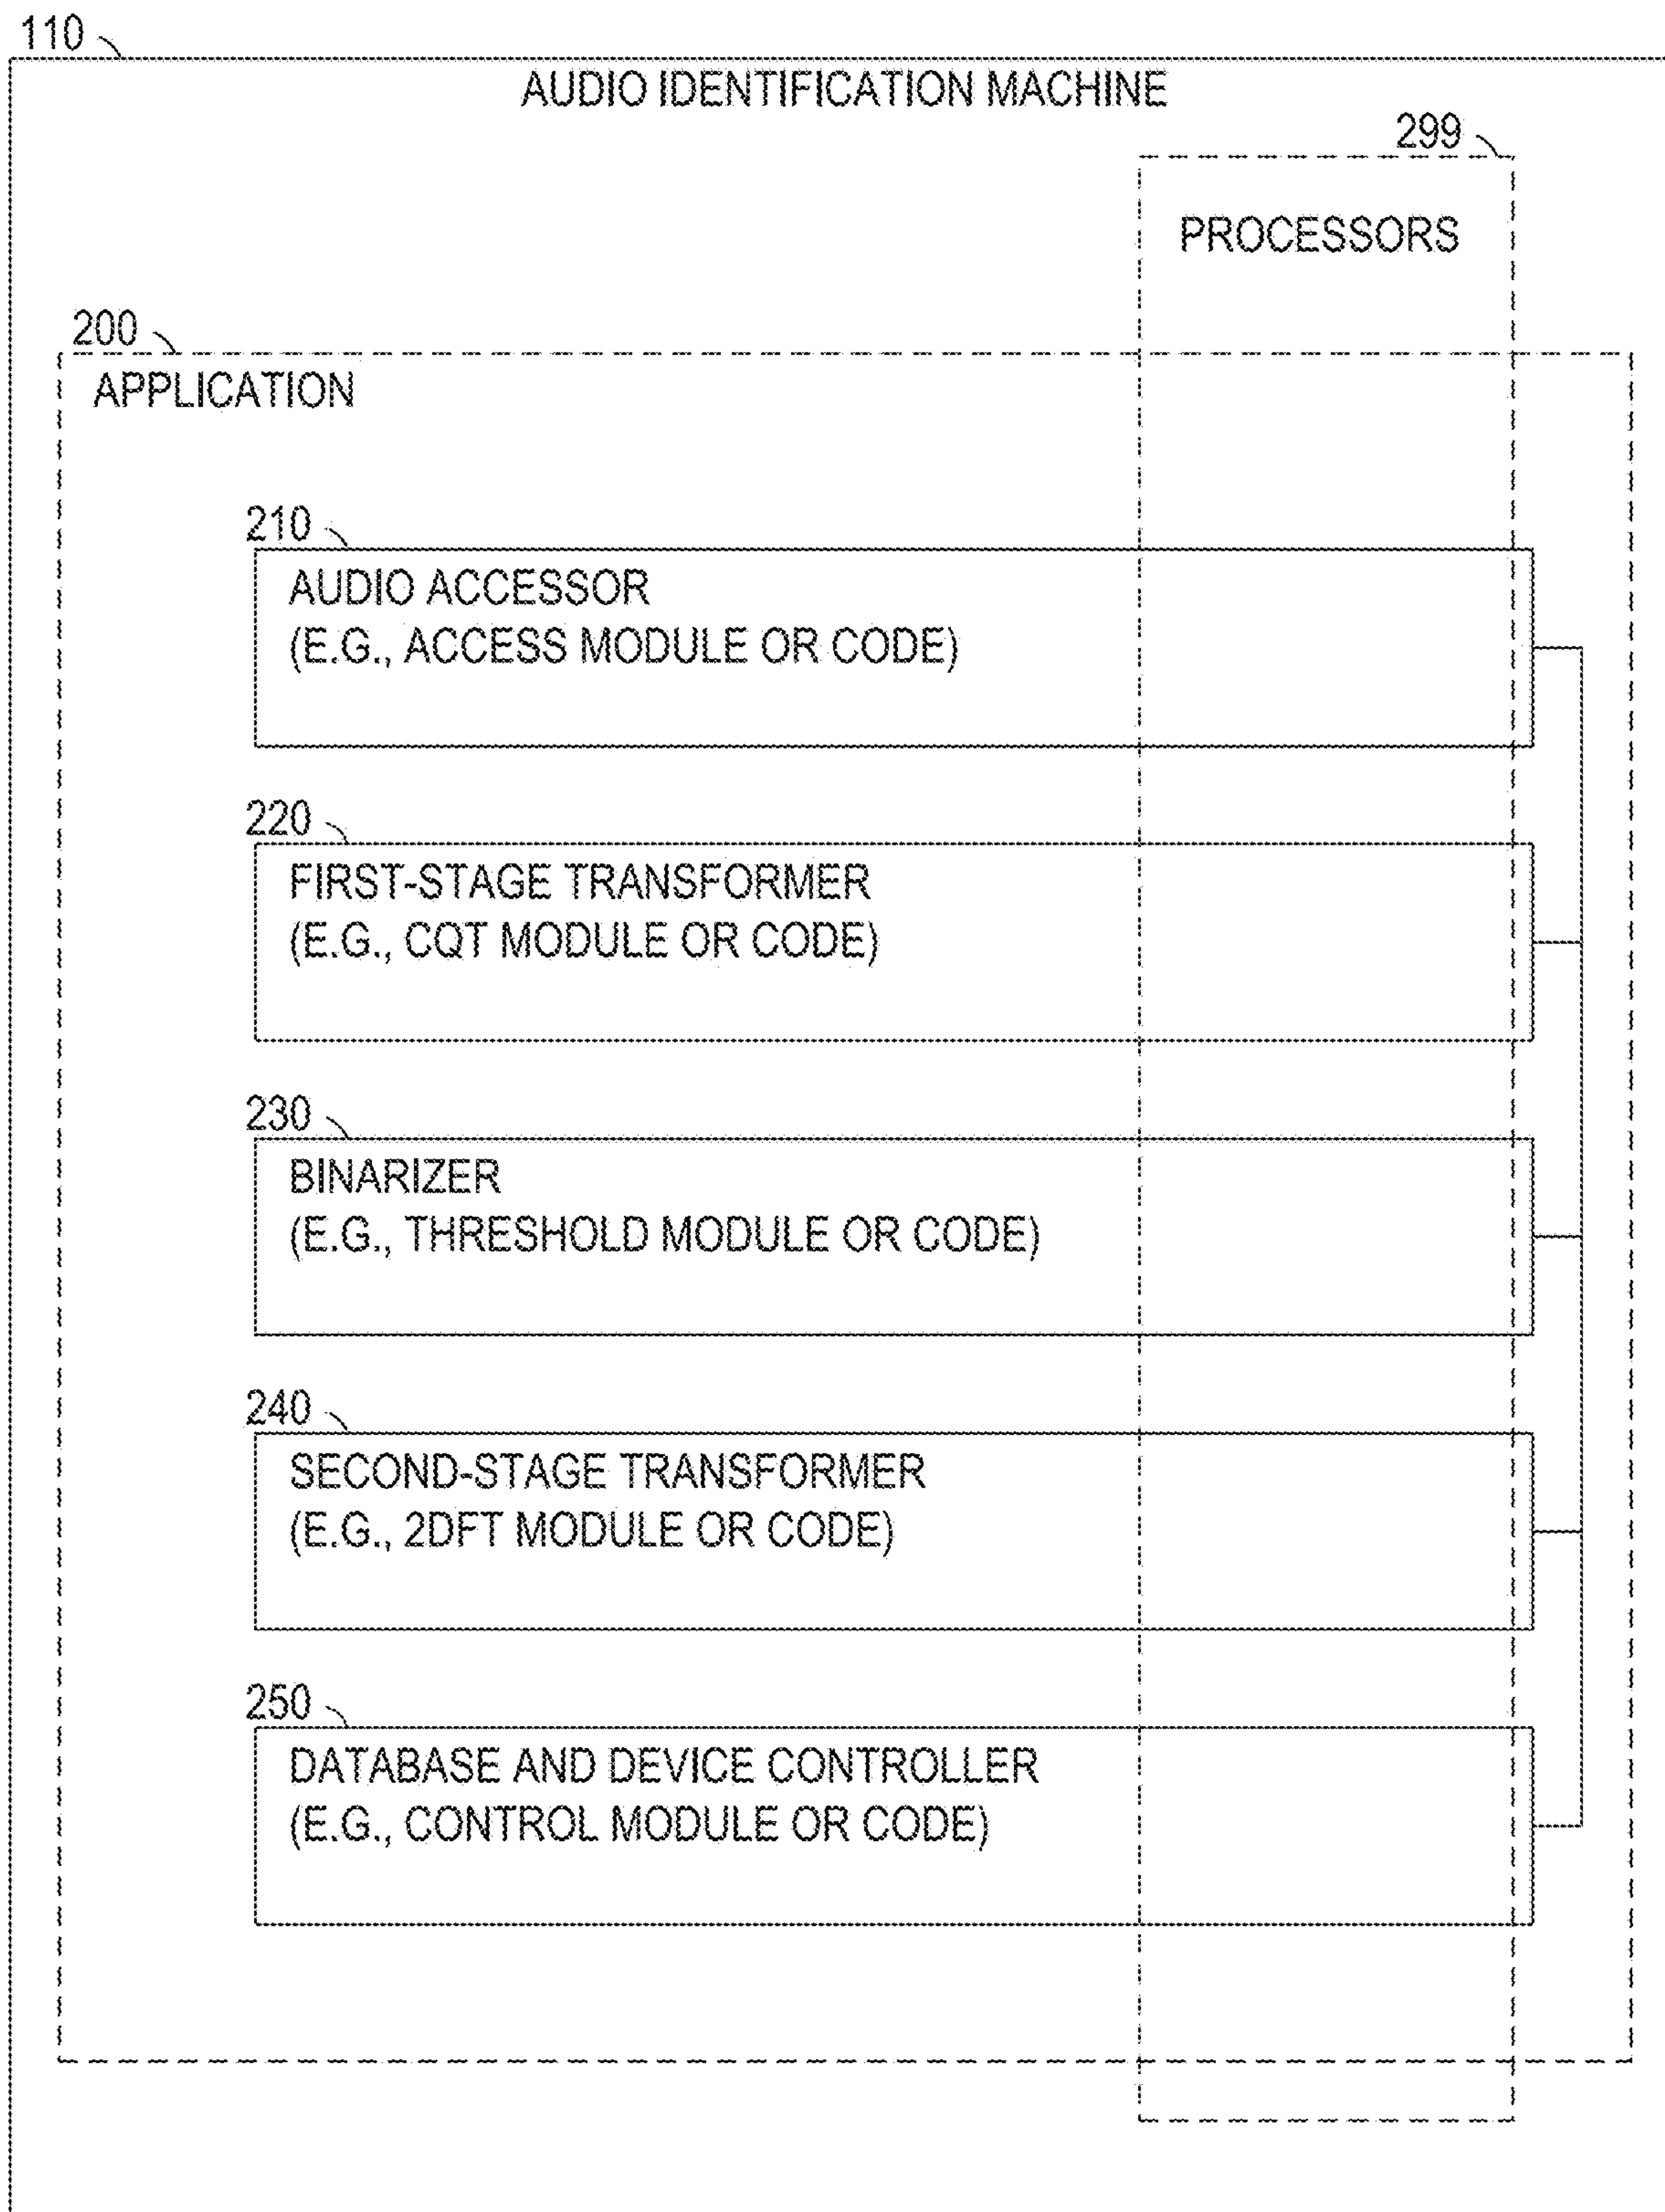 110
AUDIO IDENTIFICATION MACHINE
299
PROCESSORS
200
APPLICATION
210
AUDIO ACCESSOR
(E.G., ACCESS MODULE OR CODE)
220
FIRST-STAGE TRANSFORMER
(E.G., CQT MODULE OR CODE)
230
BINARIZER
(E.G., THRESHOLD MODULE OR CODE)
240
SECOND-STAGE TRANSFORMER
(E.G., 2DFT MODULE OR CODE)
250
DATABASE AND DEVICE CONTROLLER
(E.G., CONTROL MODULE OR CODE)